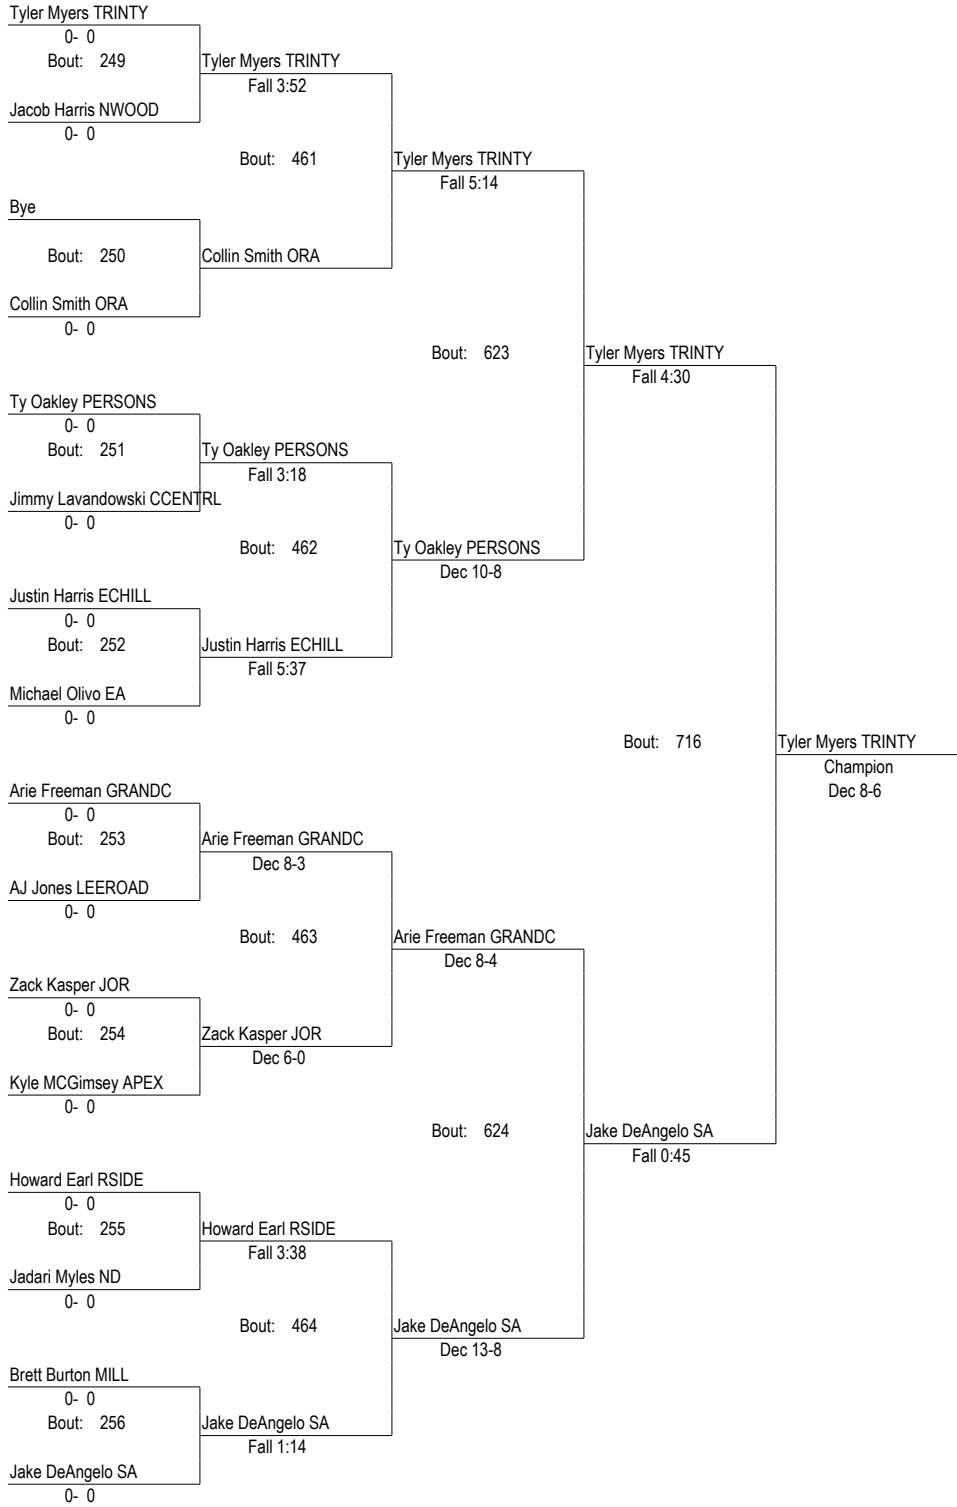 Tyler Myers TRINTY
0- 0
Bout: 249
Tyler Myers TRINTY
Fall 3:52
Jacob Harris NWOOD
0- 0
Bout: 461
Tyler Myers TRINTY
Fall 5:14
Bye
Bout: 250
Collin Smith ORA
Collin Smith ORA
0- 0
Bout: 623
Tyler Myers TRINTY
Fall 4:30
Ty Oakley PERSONS
0- 0
Bout: 251
Ty Oakley PERSONS
Fall 3:18
Jimmy Lavandowski CCENTRL
0- 0
Bout: 462
Ty Oakley PERSONS
Dec 10-8
Justin Harris ECHILL
0- 0
Bout: 252
Justin Harris ECHILL
Fall 5:37
Michael Olivo EA
0- 0
Bout: 716
Tyler Myers TRINTY
Champion
Dec 8-6
Arie Freeman GRANDC
0- 0
Bout: 253
Arie Freeman GRANDC
Dec 8-3
AJ Jones LEEROAD
0- 0
Bout: 463
Arie Freeman GRANDC
Dec 8-4
Zack Kasper JOR
0- 0
Bout: 254
Zack Kasper JOR
Dec 6-0
Kyle MCGimsey APEX
0- 0
Bout: 624
Jake DeAngelo SA
Fall 0:45
Howard Earl RSIDE
0- 0
Bout: 255
Howard Earl RSIDE
Fall 3:38
Jadari Myles ND
0- 0
Bout: 464
Jake DeAngelo SA
Dec 13-8
Brett Burton MILL
0- 0
Bout: 256
Jake DeAngelo SA
Fall 1:14
Jake DeAngelo SA
0- 0